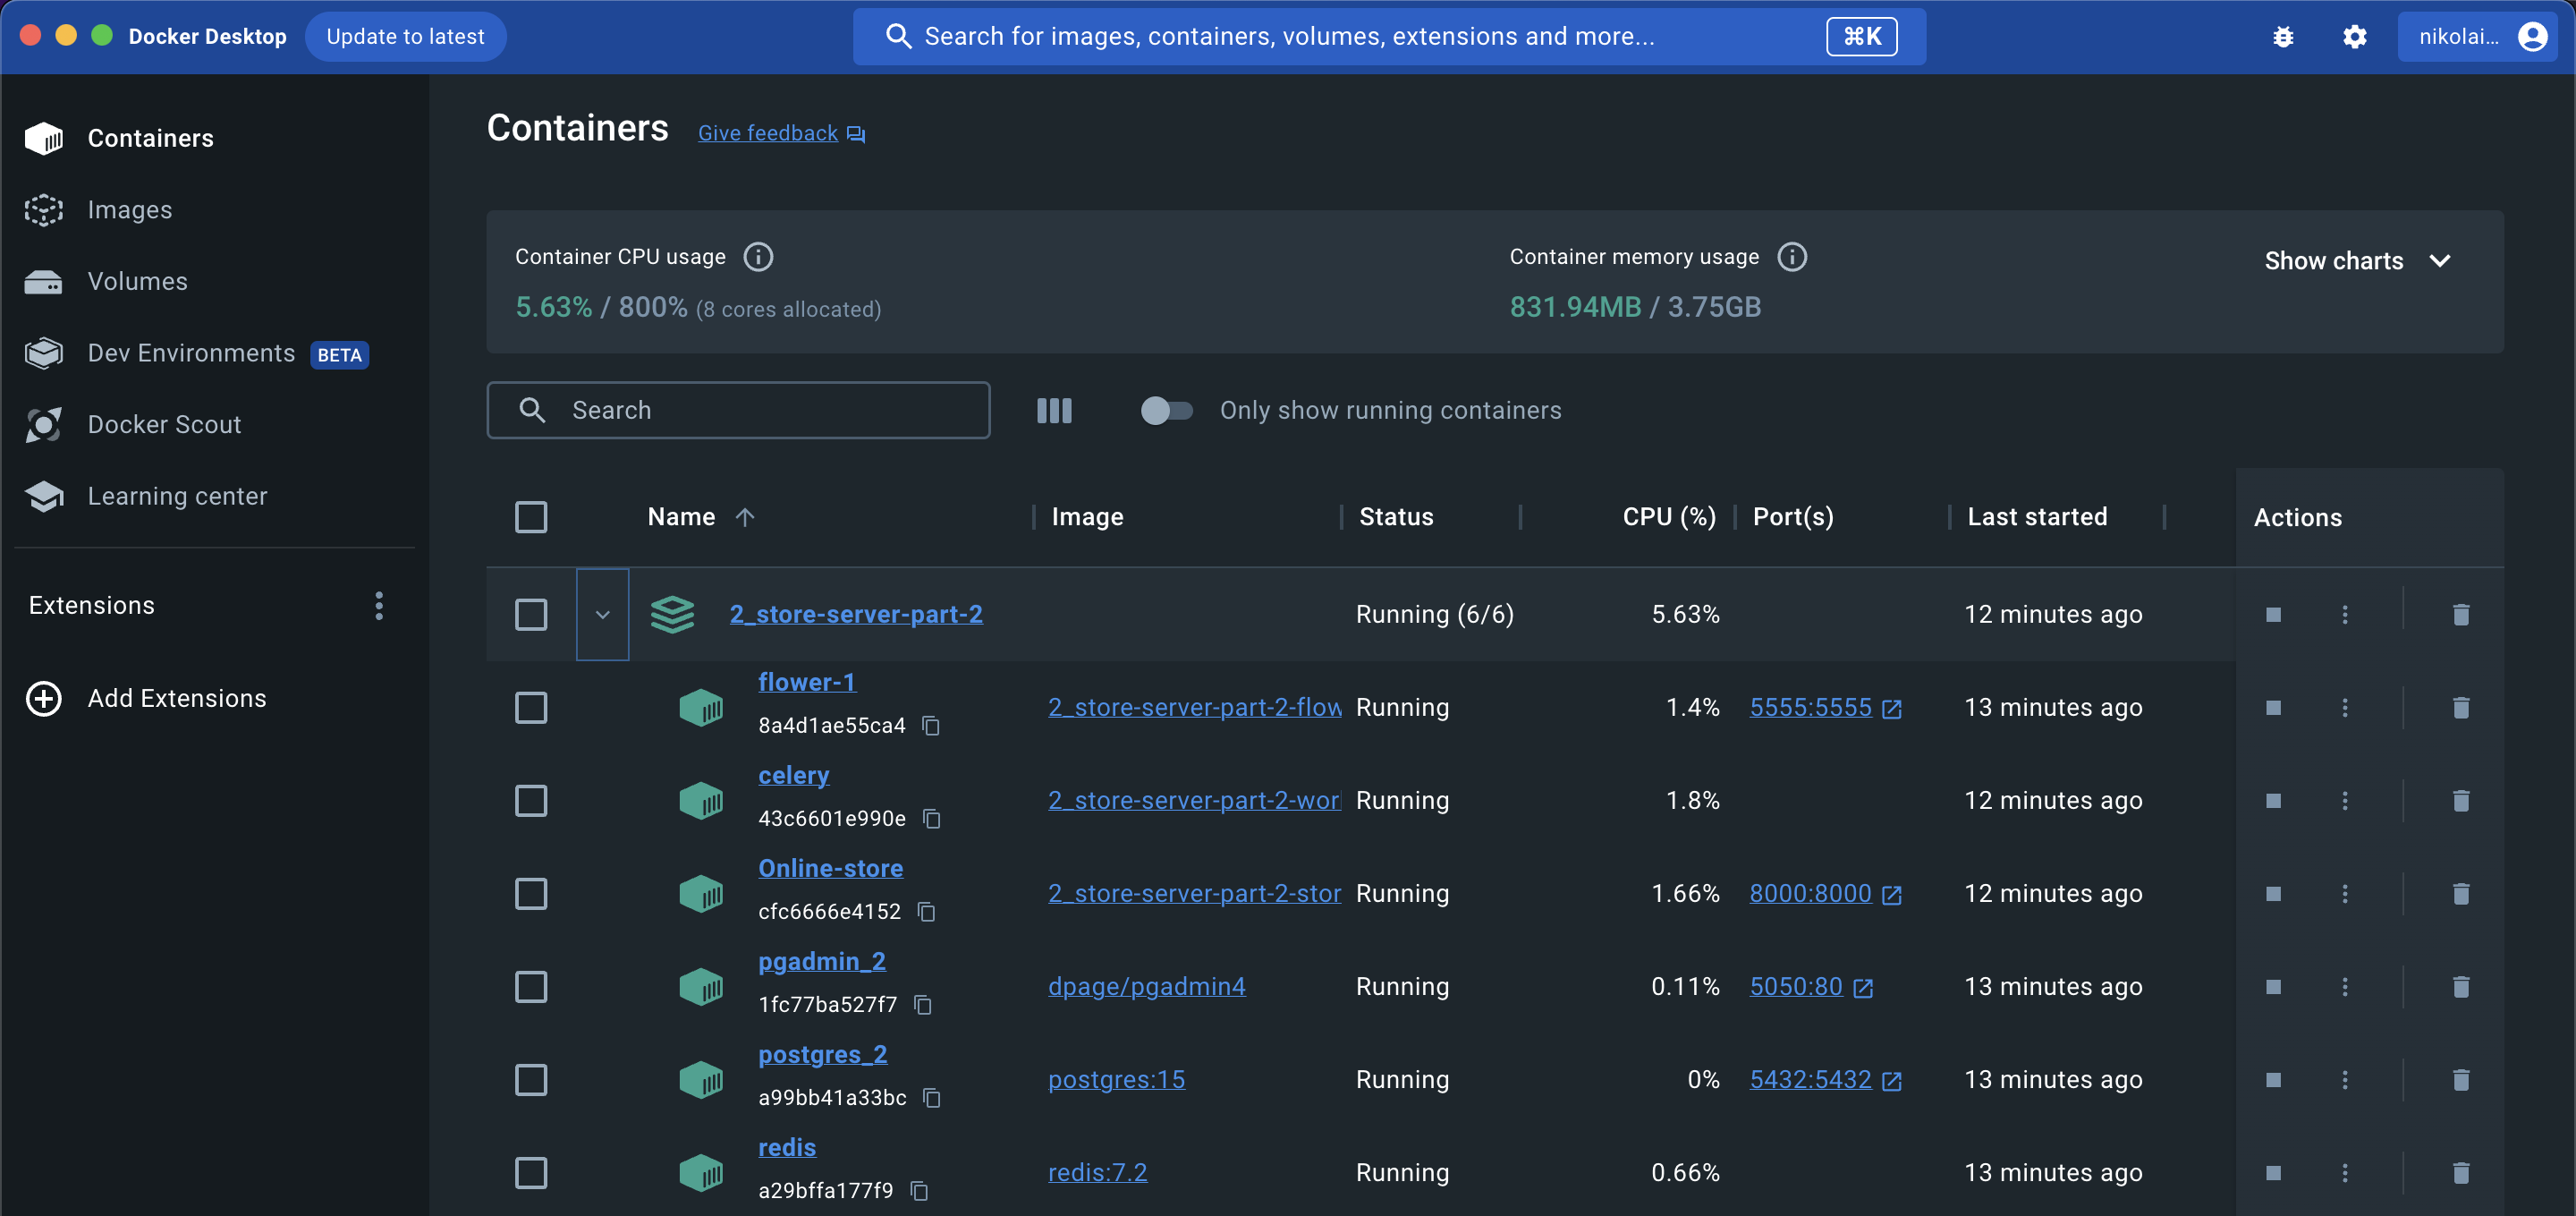 Docker Desktop Update to latest Search for images, containers, volumes, extensions and more... ⌘K nikolai...
Containers
Images
Volumes
Dev Environments BETA
Docker Scout
Learning center
Extensions
Add Extensions
Containers Give feedback
Container CPU usage
5.63% / 800% (8 cores allocated)
Container memory usage
831.94MB / 3.75GB
Show charts
Search
Only show running containers
Name Image Status CPU (%) Port(s) Last started Actions
2_store-server-part-2 Running (6/6) 5.63% 12 minutes ago
flower-1
8a4d1ae55ca4
2_store-server-part-2-flow Running 1.4% 5555:5555 13 minutes ago
celery
43c6601e990e
2_store-server-part-2-wor Running 1.8% 12 minutes ago
Online-store
cfc6666e4152
2_store-server-part-2-stor Running 1.66% 8000:8000 12 minutes ago
pgadmin_2
1fc77ba527f7
dpage/pgadmin4 Running 0.11% 5050:80 13 minutes ago
postgres_2
a99bb41a33bc
postgres:15 Running 0% 5432:5432 13 minutes ago
redis
a29bffa177f9
redis:7.2 Running 0.66% 13 minutes ago